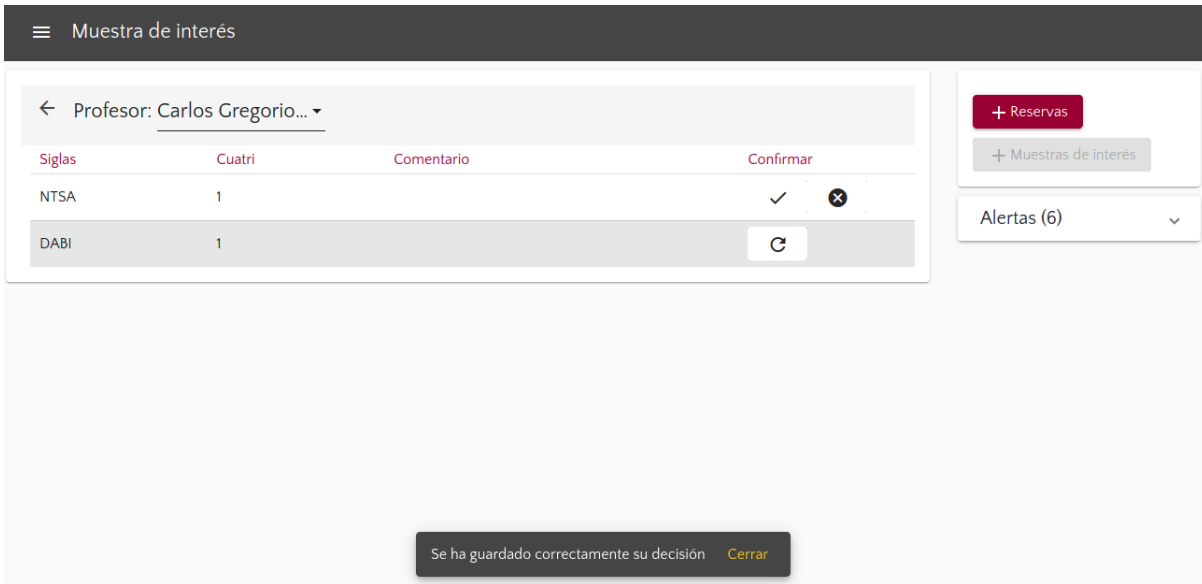 Muestra de interés
Profesor: Carlos Gregorio...
Siglas Cuatri Comentario Confirmar
NTSA 1
DABI 1
+ Reservas
+ Muestras de interés
Alertas (6)
Se ha guardado correctamente su decisión Cerrar